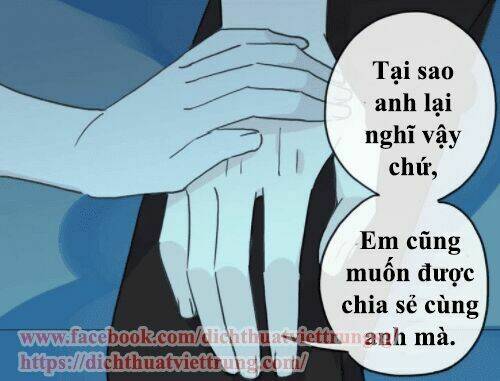 Tại sao
anh lại
nghĩ vậy
chứ,
Em cũng
muốn được
chia sẻ cùng
anh mà.
www.facebook.com/dichthuatviettrung
https://dichthuatviettrung.com/